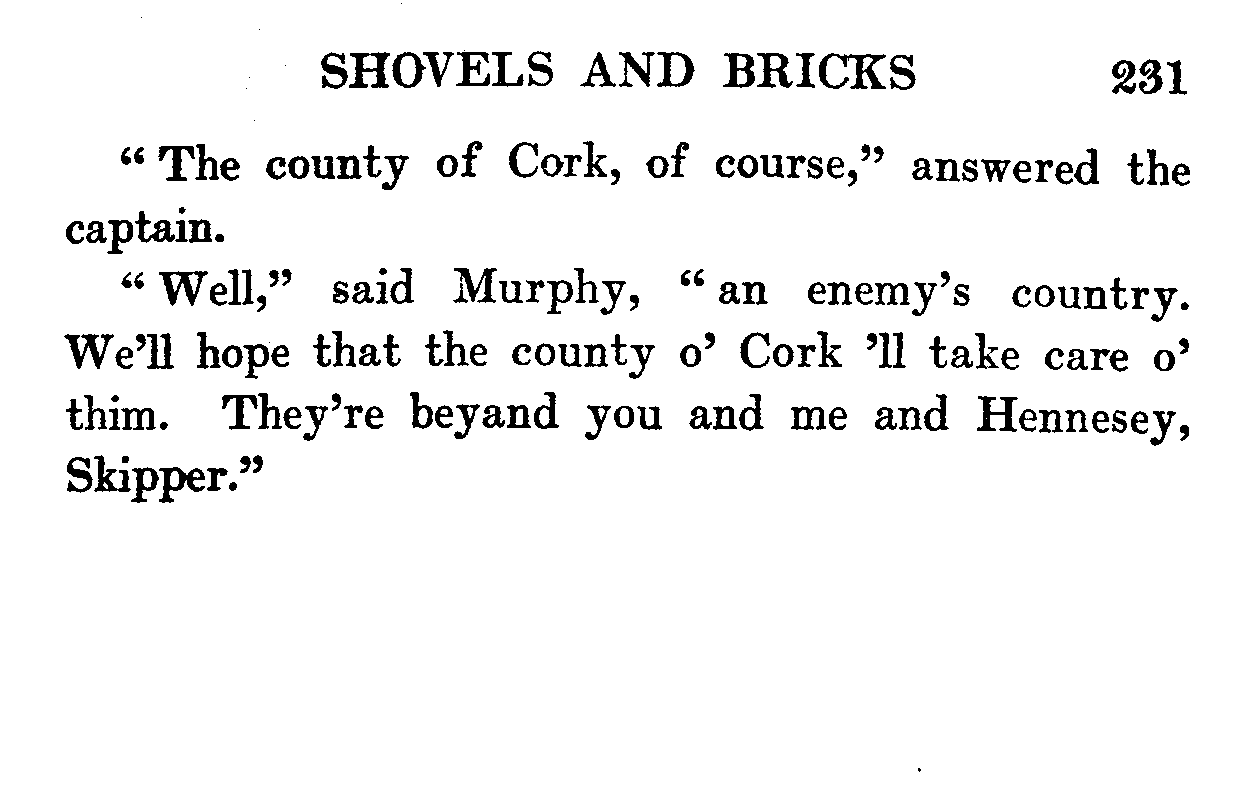 SHOVELS AND BRICKS 231
“ The county of Cork, of course,” answered the
captain.
“ Well,” said Murphy, “ an enemy’s country.
We’ll hope that the county o’ Cork ’ll take care o’
thim. They’re beyand you and me and Hennesey,
Skipper.”